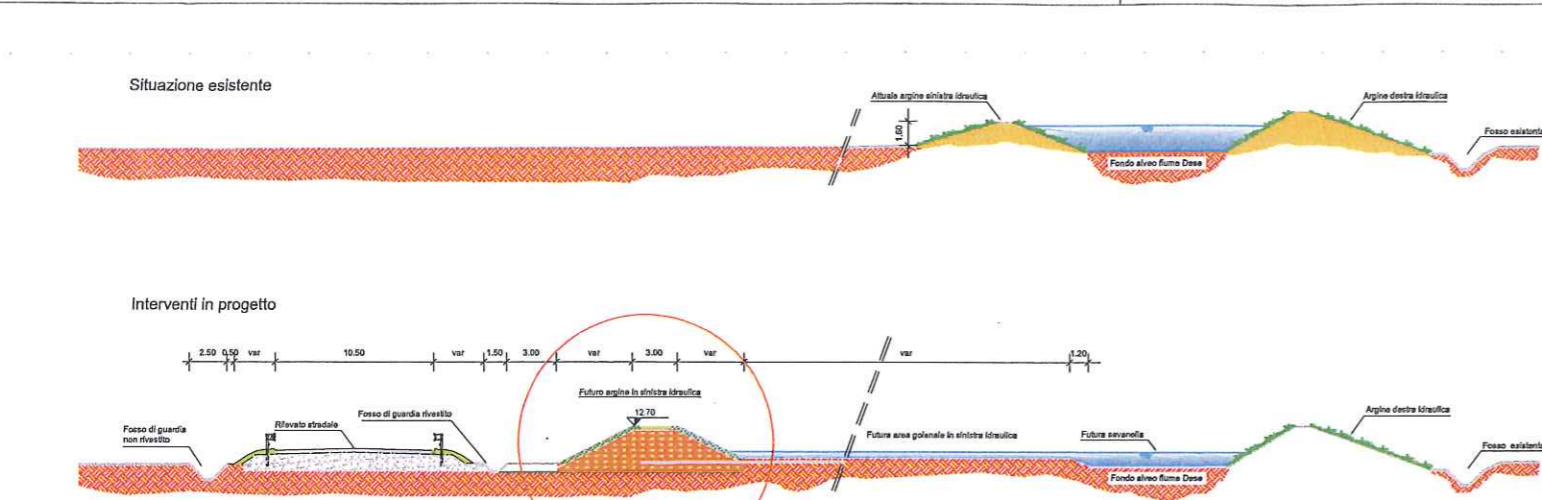 Situazione esistente
Attuale argine sinistra idraulica
Argine destra idraulica
1.60
Fosso esistente
Fondo alveo fiume Dese
Interventi in progetto
2.50 0.50 var 10.50 var 1.50 3.00 var 3.00 var var 1.20
Futuro argine in sinistra idraulica
12.70
Fosso di guardia
non rivestito
Rilevato stradale
Fosso di guardia rivestito
Futura area golenale in sinistra idraulica
Futura savanella
Argine destra idraulica
Fosso esistente
Fondo alveo fiume Dese